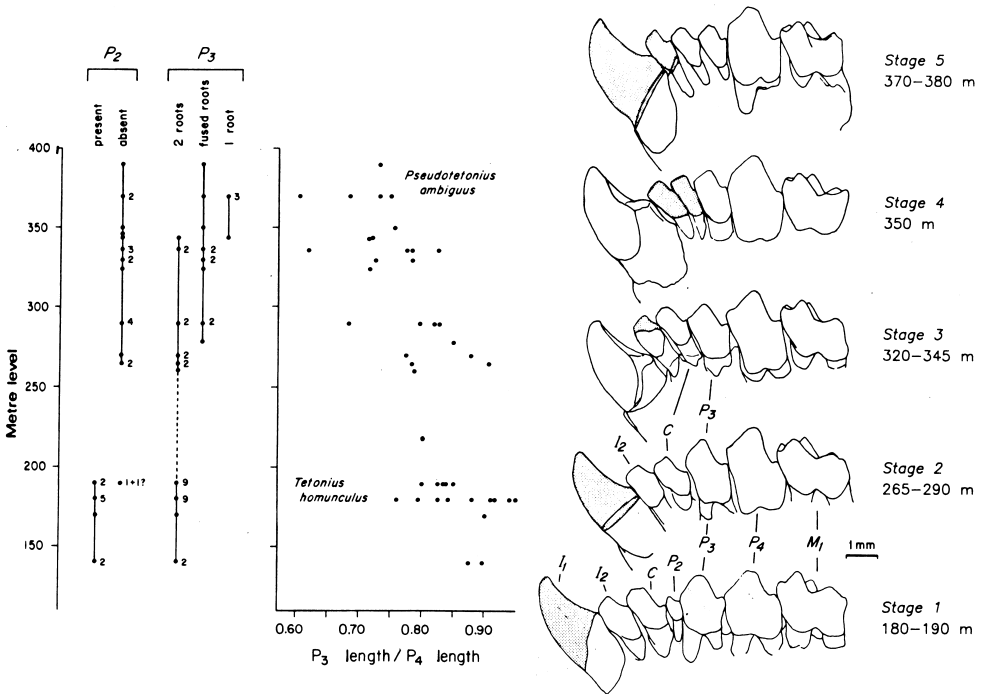 P2 P3
present
absent
2 roots
fused roots
1 root
Metre level
400
350
300
250
200
150
2 3
3 2 2
2 2
4 2 2
2
2 2
2 1+1? 9
5 9
2 2
Pseudotetonius
ambiguus
Tetonius
homunculus
0.60 0.70 0.80 0.90
P3 length / P4 length
Stage 5
370–380 m
Stage 4
350 m
Stage 3
320–345 m
P3
C
I2
Stage 2
265–290 m
P3 P4 M1
1 mm
I1 I2 C P2
Stage 1
180–190 m